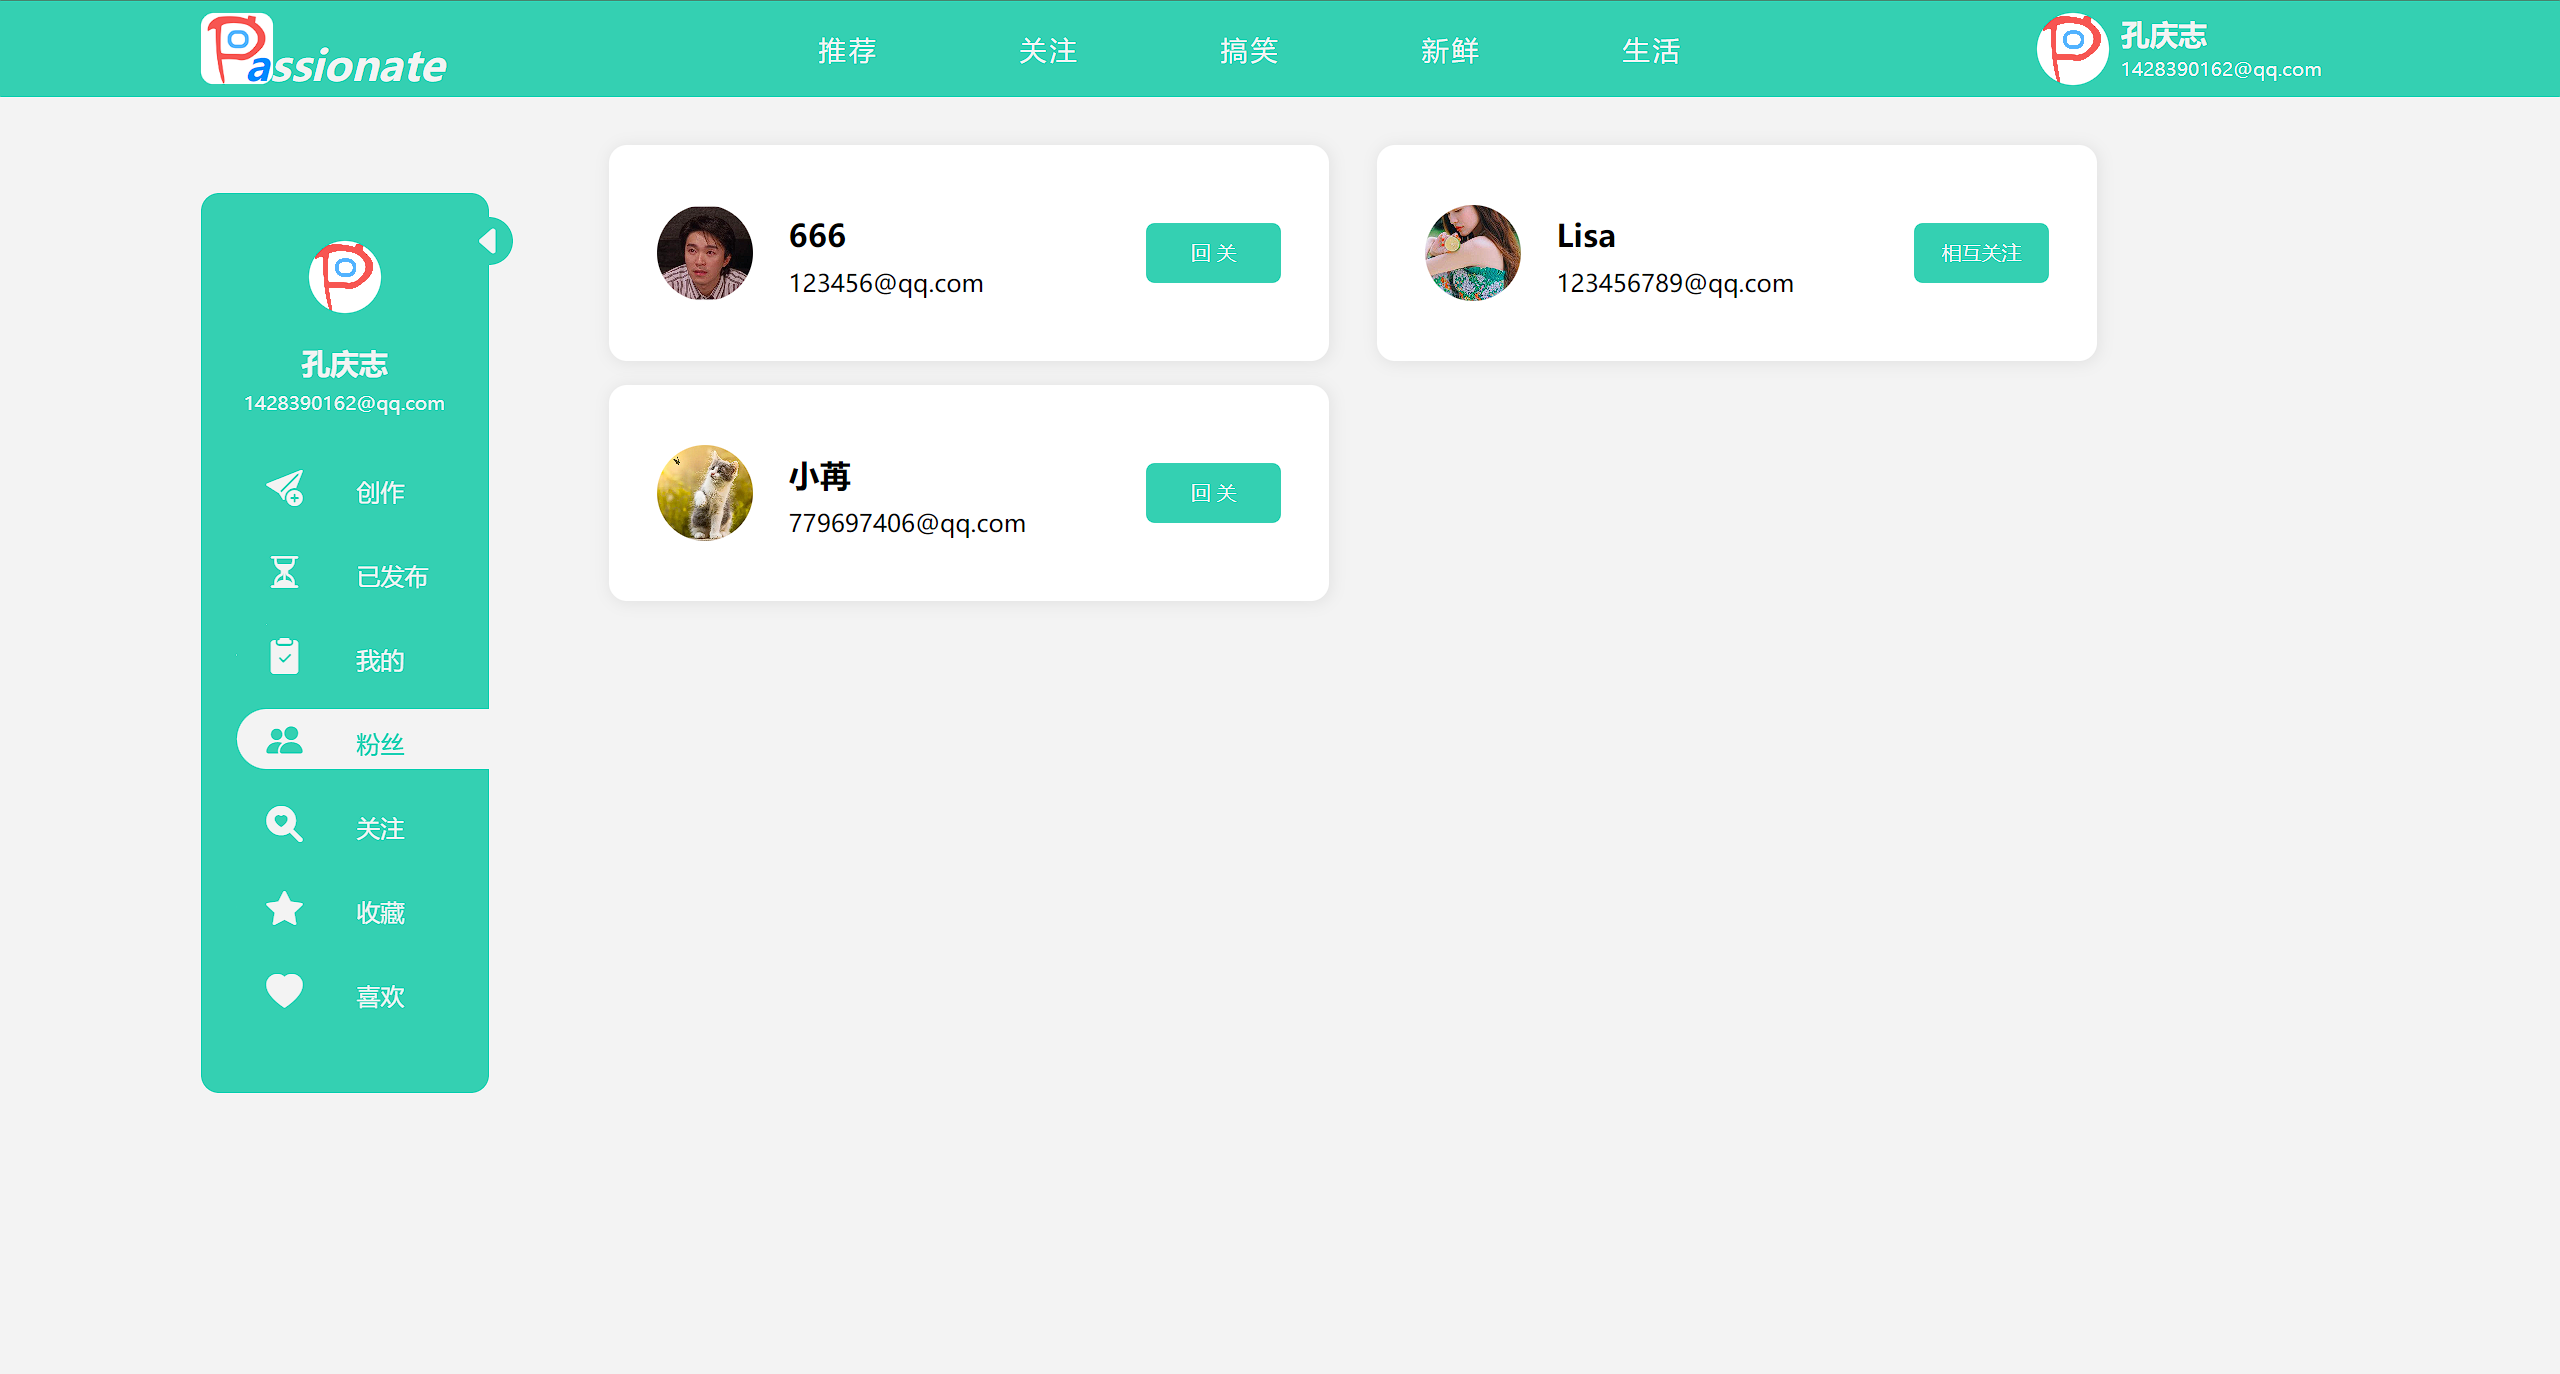 Passionate
推荐
关注
搞笑
新鲜
生活
孔庆志
1428390162@qq.com
孔庆志
1428390162@qq.com
创作
已发布
我的
粉丝
关注
收藏
喜欢
666
123456@qq.com
回 关
Lisa
123456789@qq.com
相互关注
小苒
779697406@qq.com
回 关